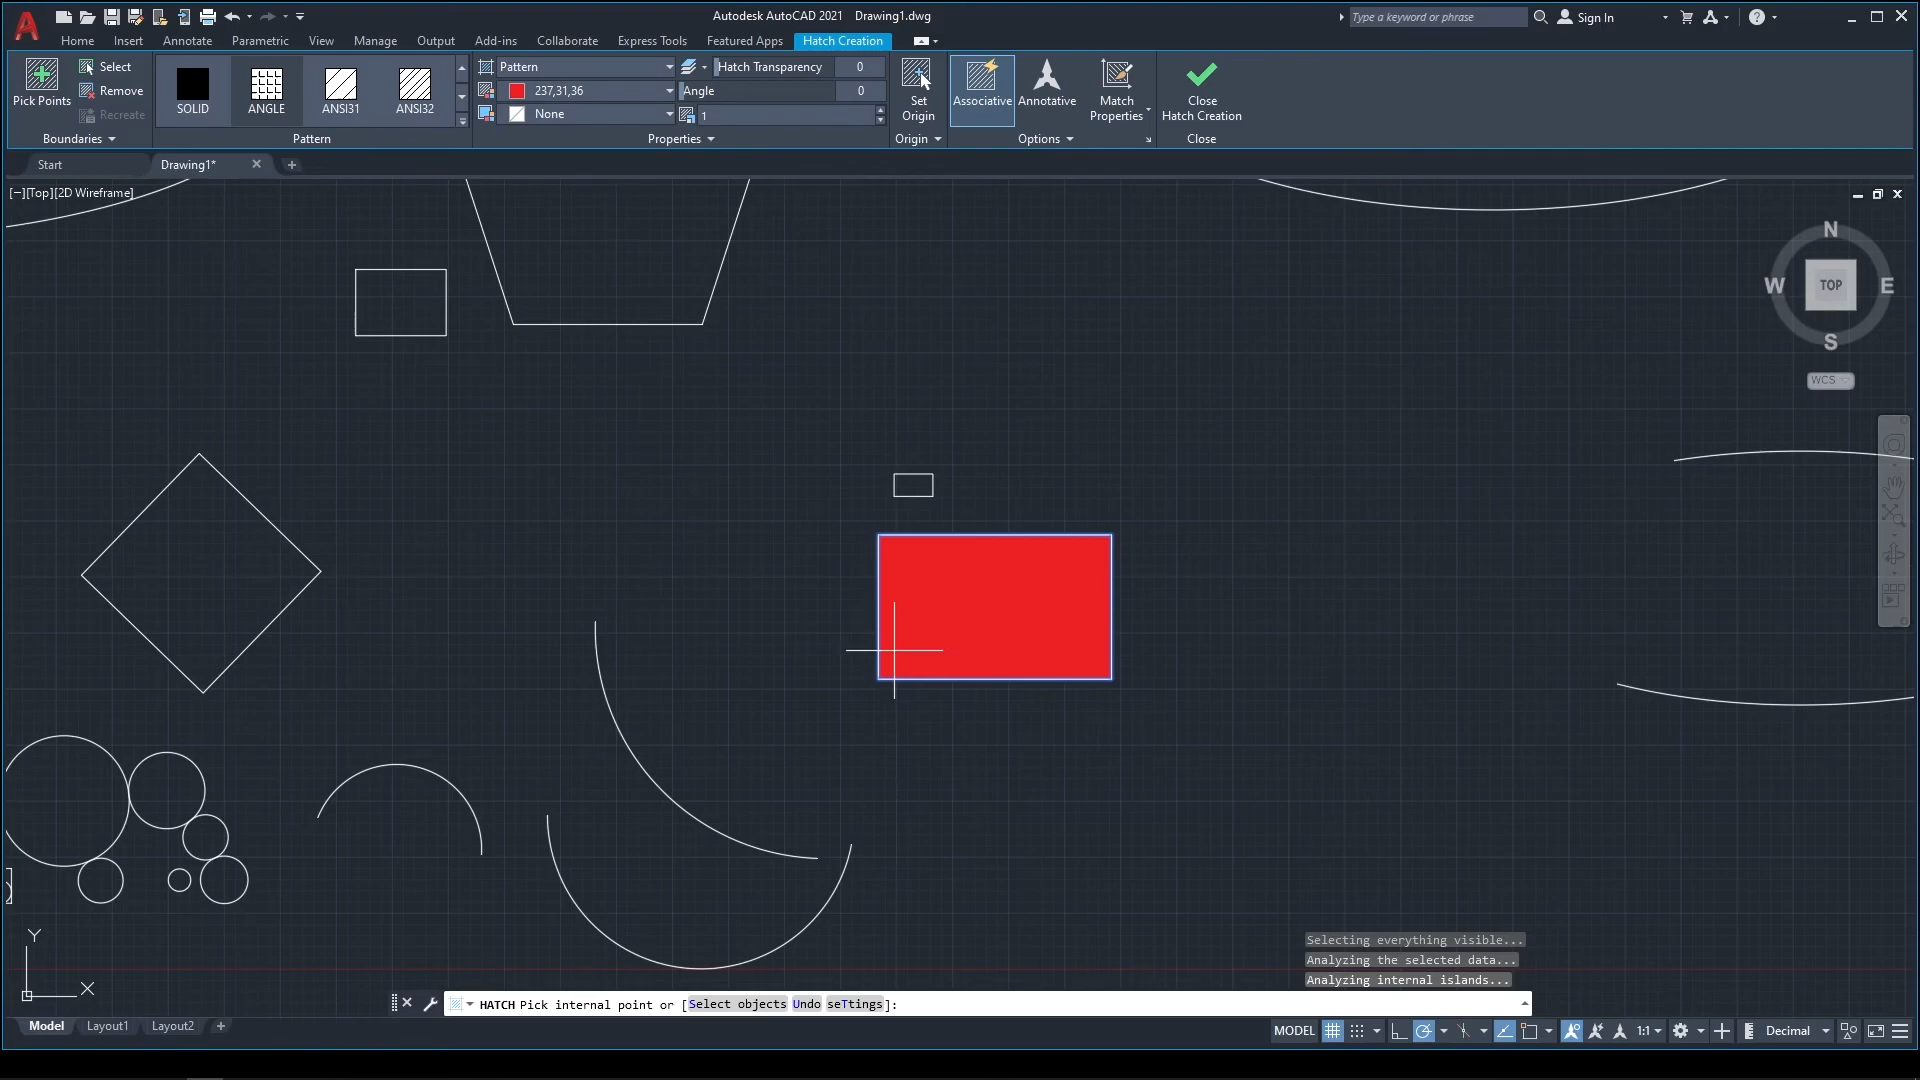 Autodesk AutoCAD 2021 Drawing1.dwg
Type a keyword or phrase
Sign In
Home Insert Annotate Parametric View Manage Output Add-ins Collaborate Express Tools Featured Apps Hatch Creation
Pick Points
Select
Remove
Recreate
Boundaries
SOLID
ANGLE
ANSI31
ANSI32
Pattern
Pattern
237,31,36
None
Hatch Transparency 0
Angle 0
1
Properties
Set
Origin
Origin
Associative
Annotative
Match
Properties
Options
Close
Hatch Creation
Close
Start
Drawing1*
[−][Top][2D Wireframe]
N
W
TOP
E
S
WCS
Y
X
Selecting everything visible...
Analyzing the selected data...
Analyzing internal islands...
HATCH Pick internal point or [Select objects Undo seTtings]:
Model Layout1 Layout2
MODEL
1:1
Decimal